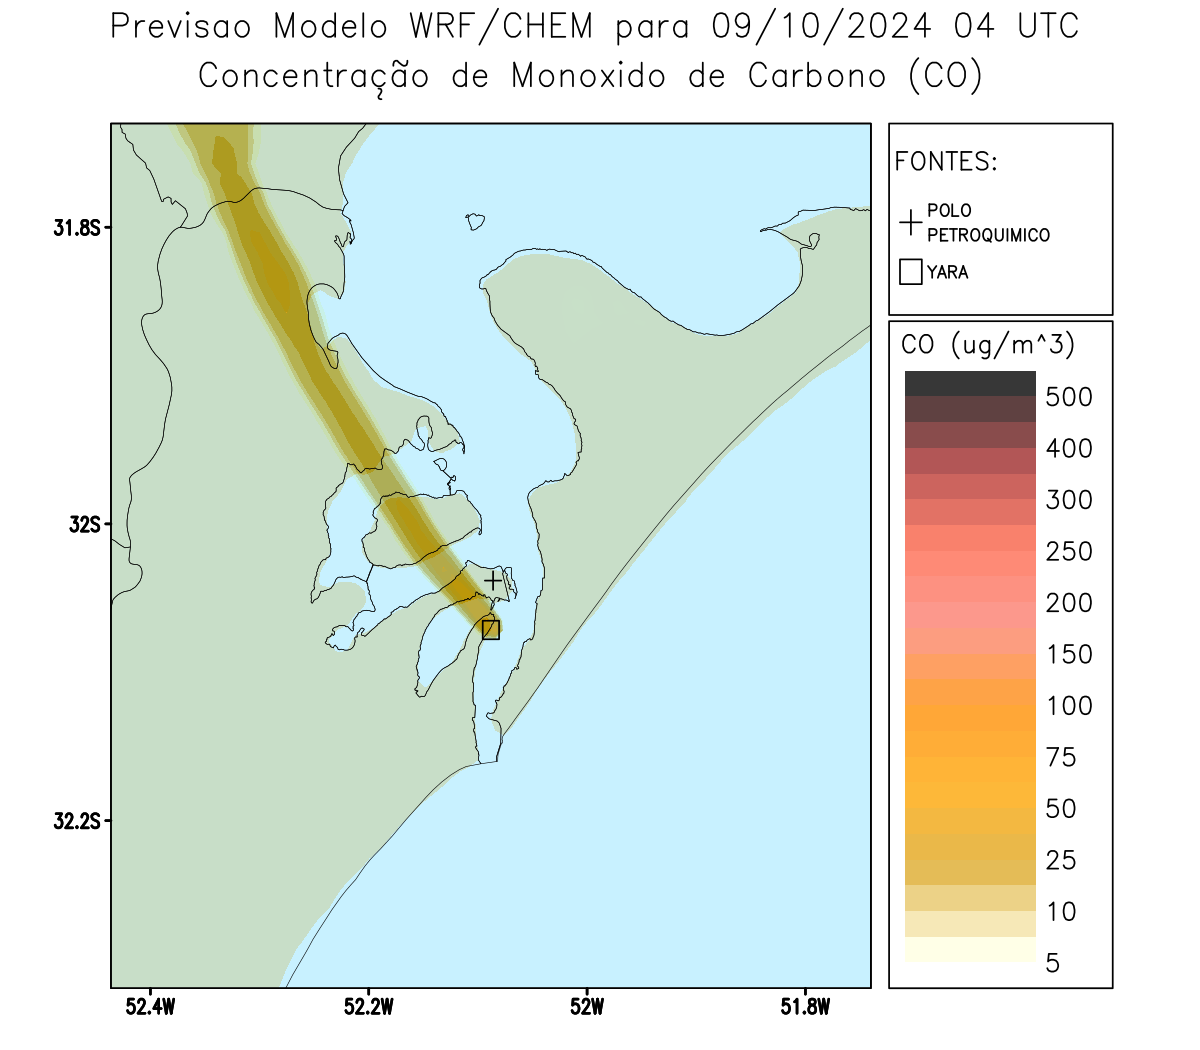 Previsao Modelo WRF/CHEM para 09/10/2024 04 UTC
Concentração de Monoxido de Carbono (CO)
FONTES:
POLO
PETROQUIMICO
YARA
CO (ug/m^3)
500
400
300
250
200
150
100
75
50
25
10
5
31.8S
32S
32.2S
52.4W
52.2W
52W
51.8W